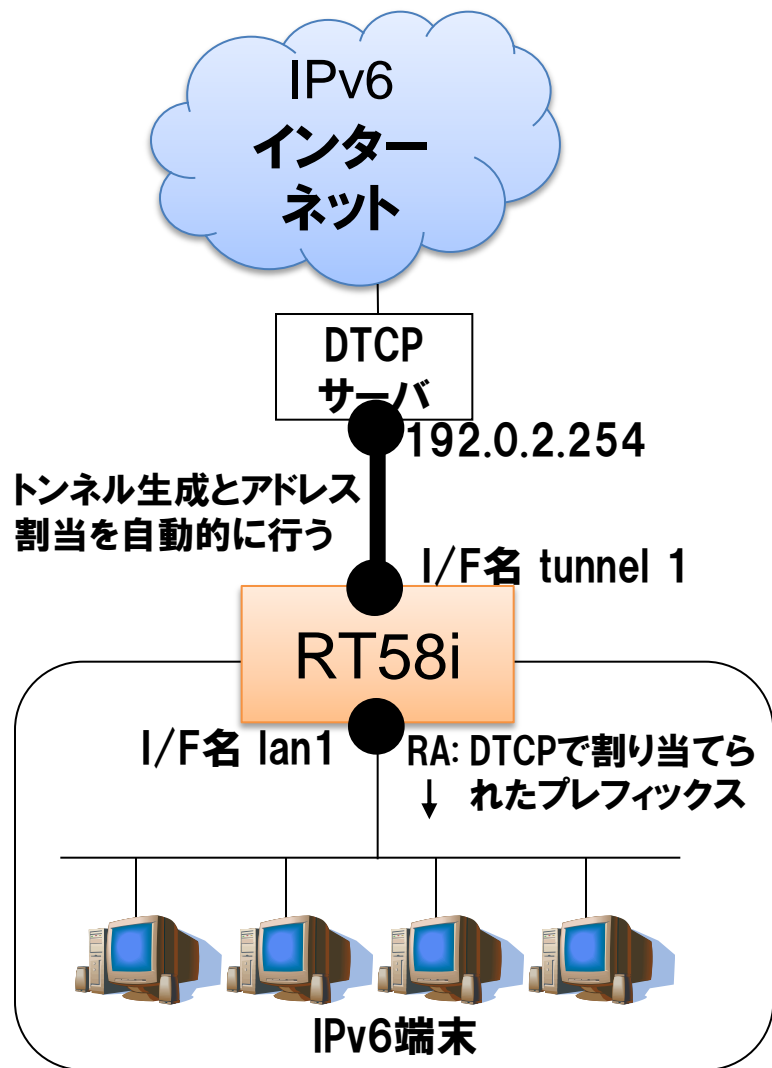 IPv6
インター
ネット
DTCP
サーバ
192.0.2.254
トンネル生成とアドレス
割当を自動的に行う
I/F名 tunnel 1
RT58i
I/F名 lan1
RA: DTCPで割り当てら
↓ れたプレフィックス
IPv6端末